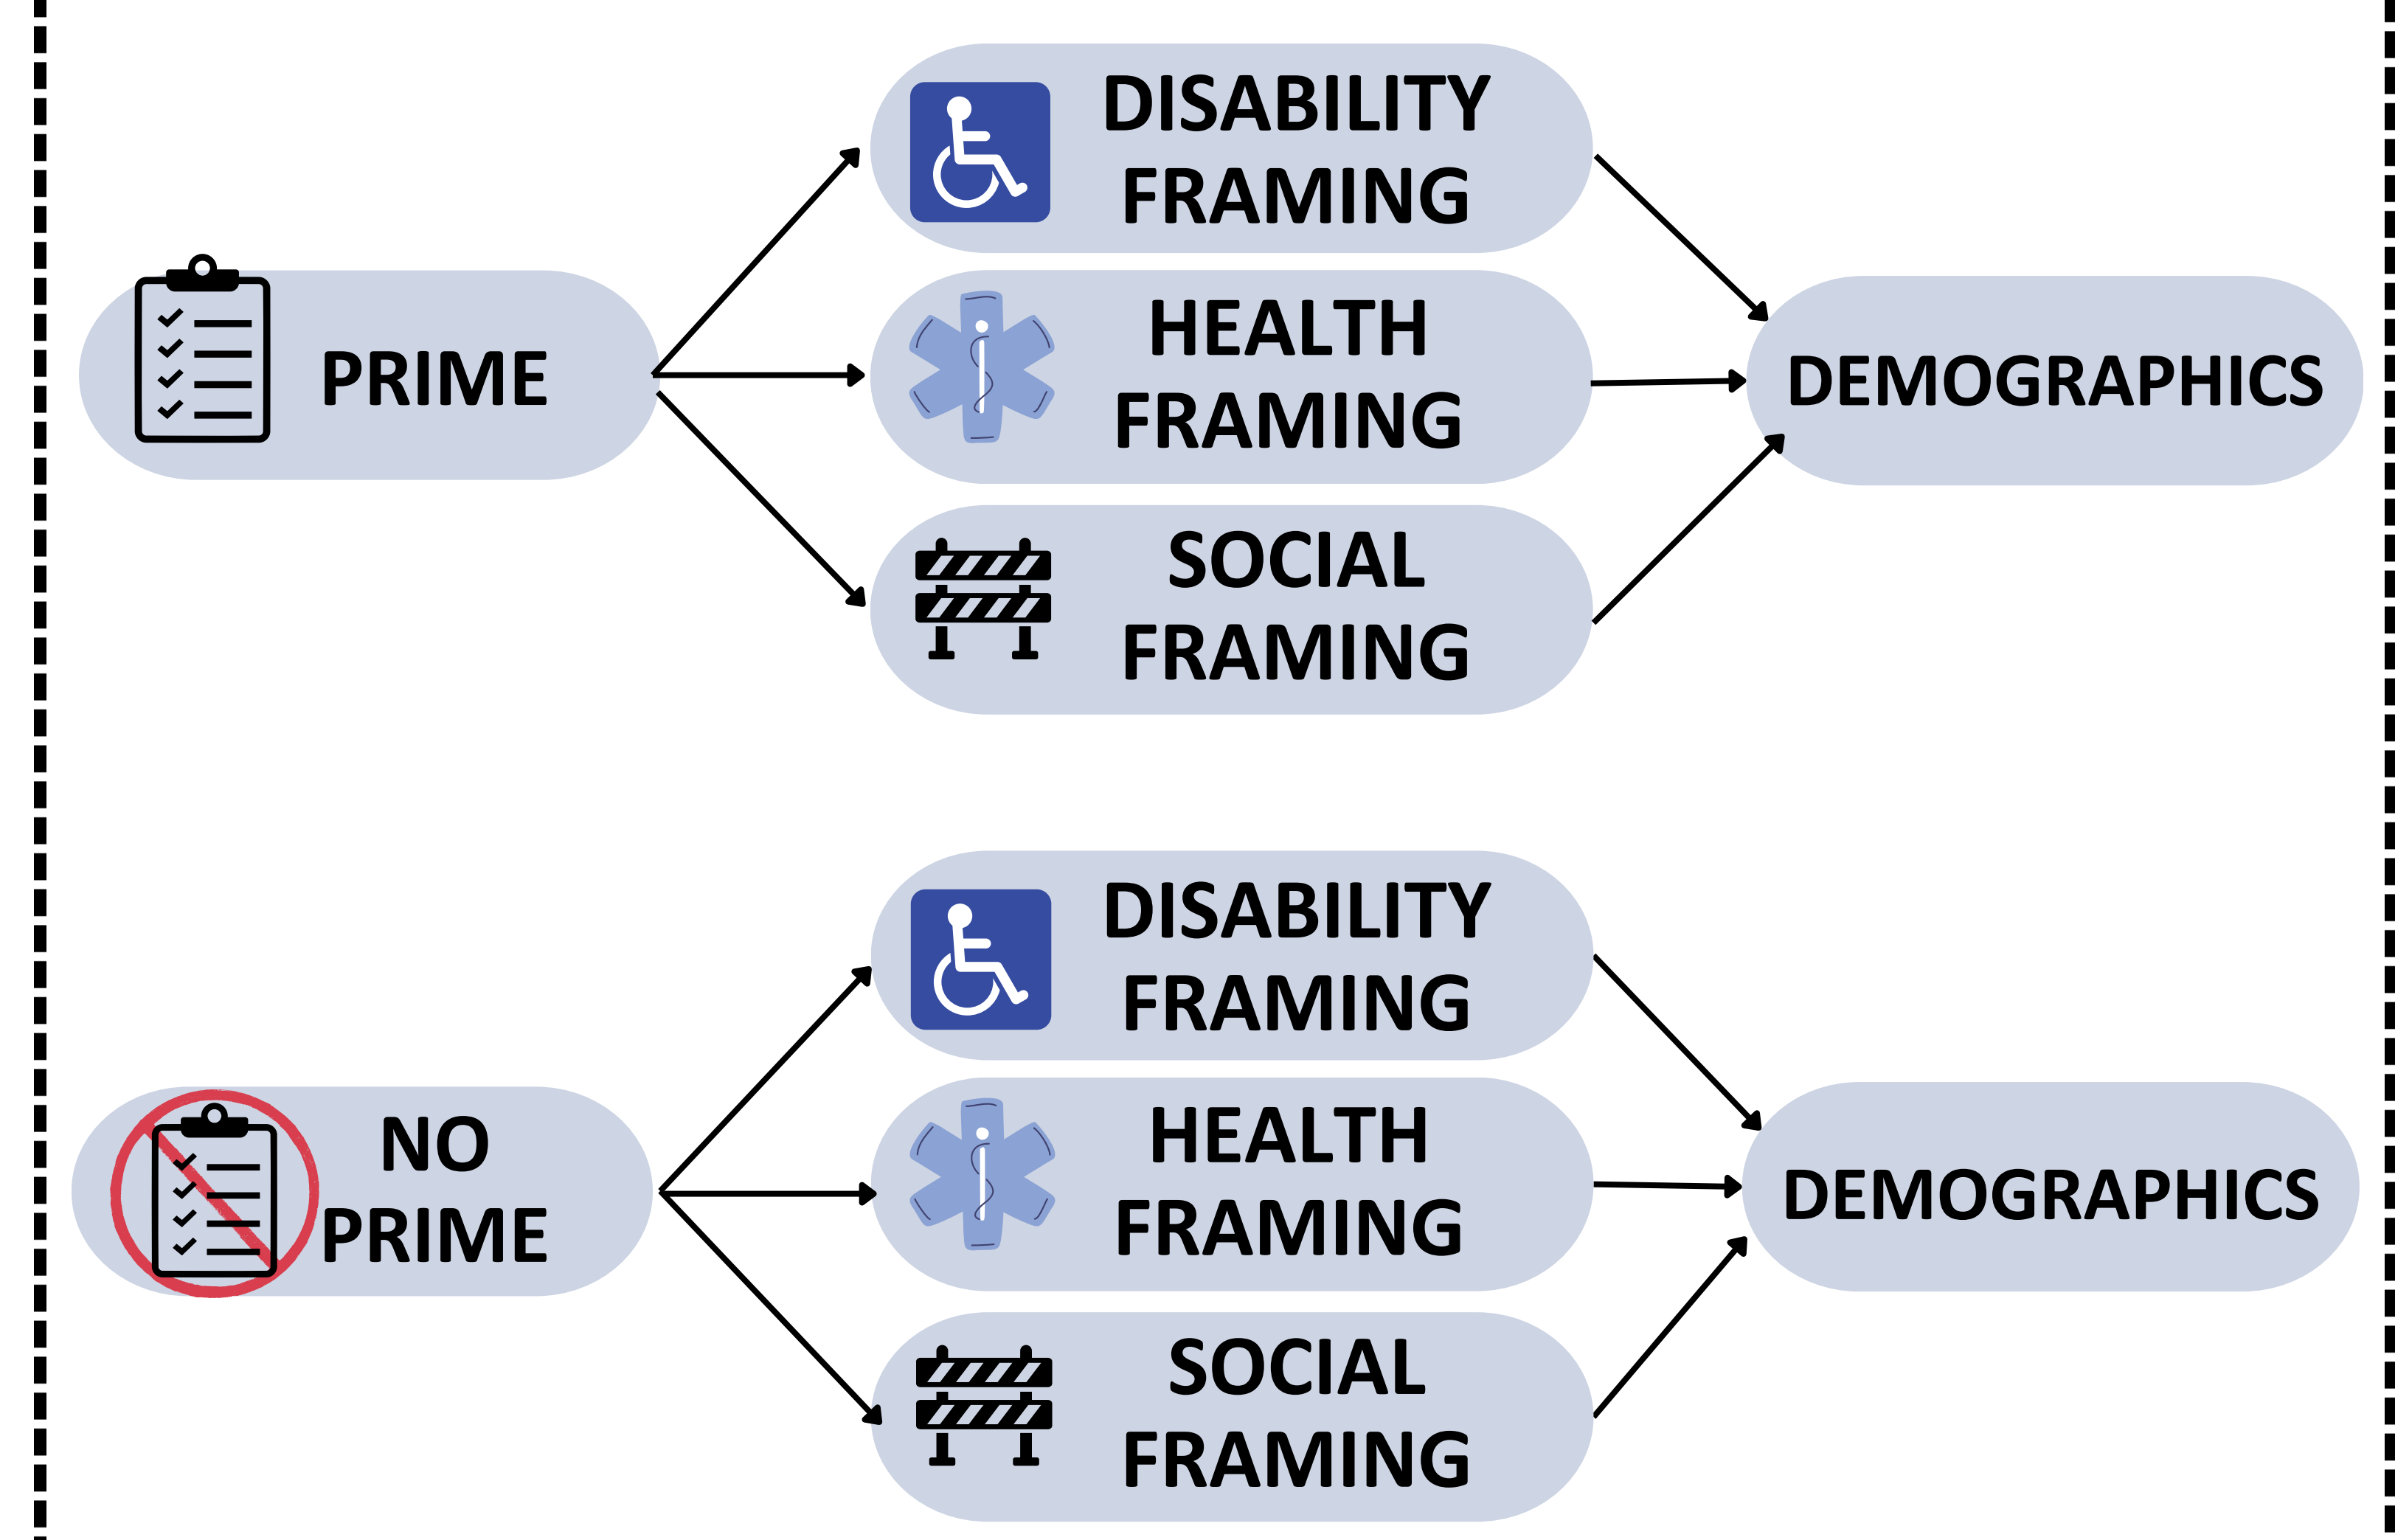 PRIME
DISABILITY
FRAMING
HEALTH
FRAMING
SOCIAL
FRAMING
DEMOGRAPHICS
NO
PRIME
DISABILITY
FRAMING
HEALTH
FRAMING
SOCIAL
FRAMING
DEMOGRAPHICS